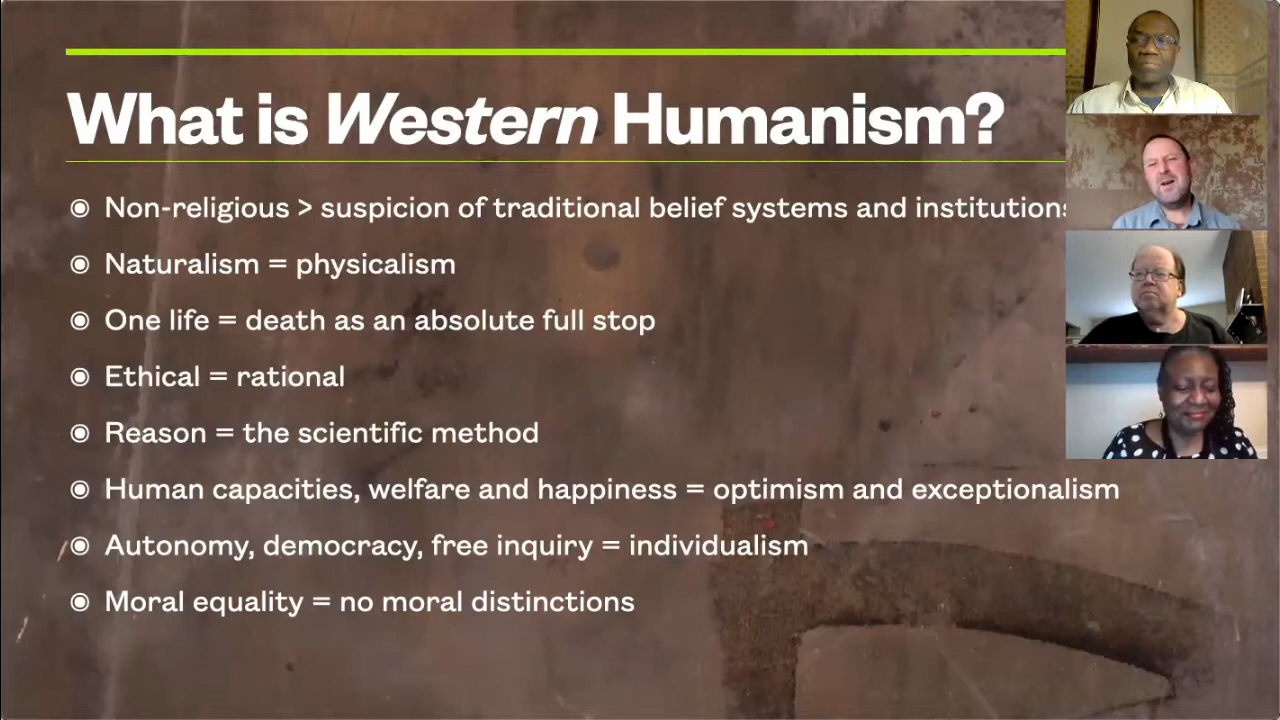 What is Western Humanism?
Non-religious > suspicion of traditional belief systems and institutions
Naturalism = physicalism
One life = death as an absolute full stop
Ethical = rational
Reason = the scientific method
Human capacities, welfare and happiness = optimism and exceptionalism
Autonomy, democracy, free inquiry = individualism
Moral equality = no moral distinctions